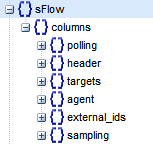 sFlow
columns
polling
header
targets
agent
external_ids
sampling